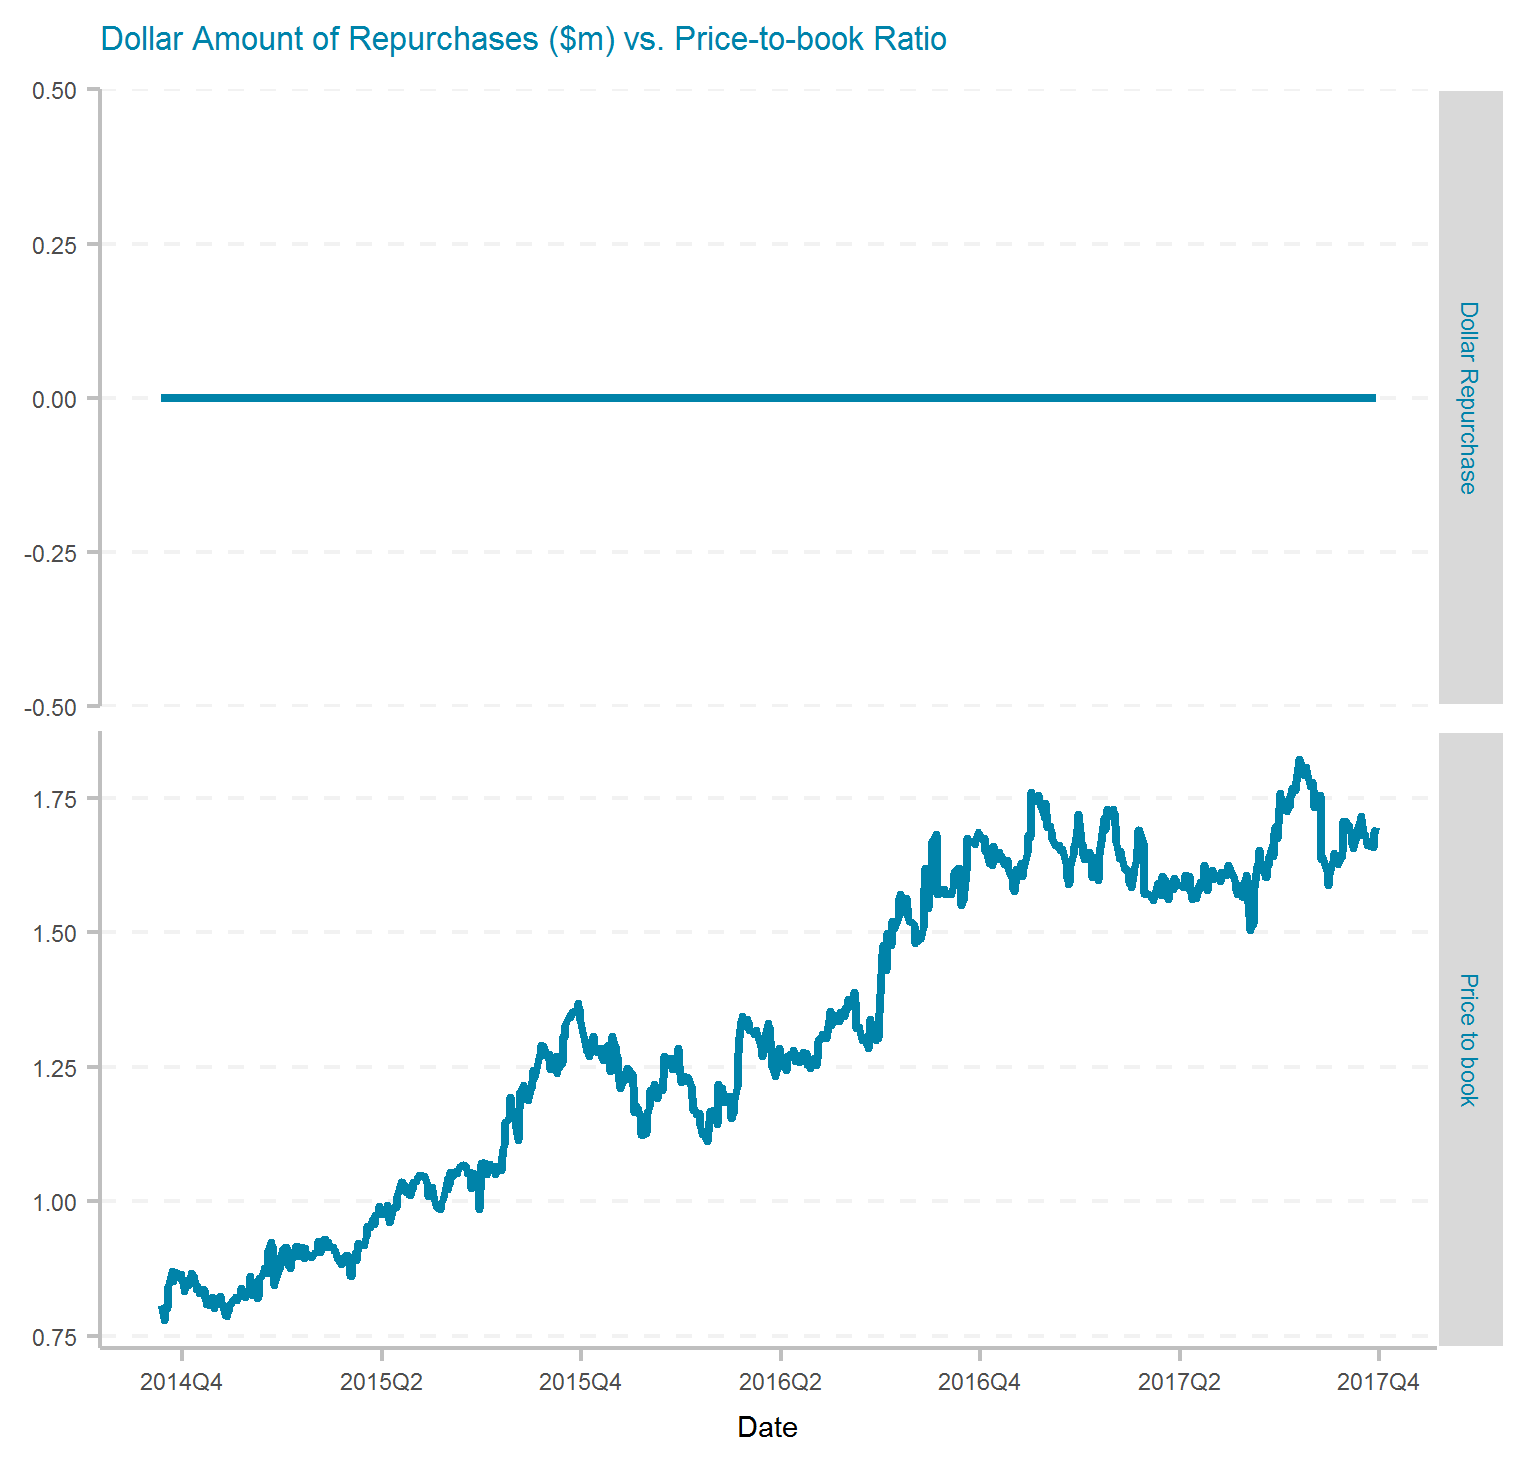 Dollar Amount of Repurchases ($m) vs. Price-to-book Ratio
0.50
0.25
0.00
-0.25
-0.50
Dollar Repurchase
1.75
1.50
1.25
1.00
0.75
Price to book
2014Q4 2015Q2 2015Q4 2016Q2 2016Q4 2017Q2 2017Q4
Date